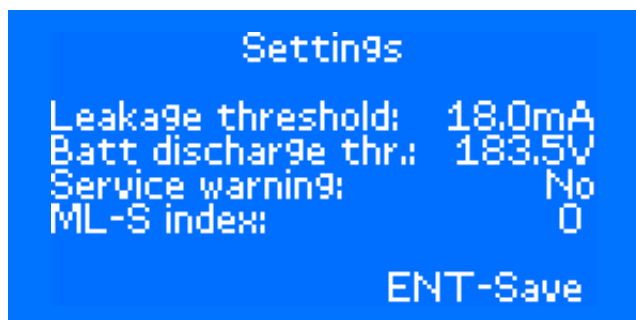 Settings
Leakage threshold: 18.0mA
Batt discharge thr.: 183.5V
Service warning: No
ML-S index: 0
ENT-Save